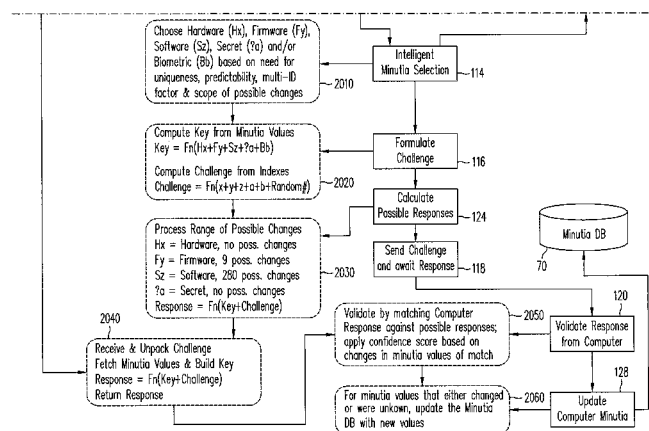 Choose Hardware (Hx), Firmware (Fy),
Software (Sz), Secret (?a) and/or
Biometric (Bb) based on need for
uniqueness, predictability, multi-ID
factor & scope of possible changes
2010
Intelligent
Minutia Selection
114
Compute Key from Minutia Values
Key = Fn(Hx+Fy+Sz+?a+Bb)
Compute Challenge from Indexes
Challenge = Fn(x+y+z+a+b+Random#)
2020
Formulate
Challenge
116
Calculate
Possible Responses
124
Process Range of Possible Changes
Hx = Hardware, no poss. changes
Fy = Firmware, 9 poss. changes
Sz = Software, 280 poss. changes
?a = Secret, no poss. changes
Response = Fn(Key+Challenge)
2030
Send Challenge
and await Response
118
Minutia DB
70
2040
Receive & Unpack Challenge
Fetch Minutia Values & Build Key
Response = Fn(Key+Challenge)
Return Response
Validate by matching Computer
Response against possible responses;
apply confidence score based on
changes in minutia values of match
2050
120
Validate Response
from Computer
For minutia values that either changed
or were unkown, update the Minutia
DB with new values
2060
128
Update
Computer Minutia